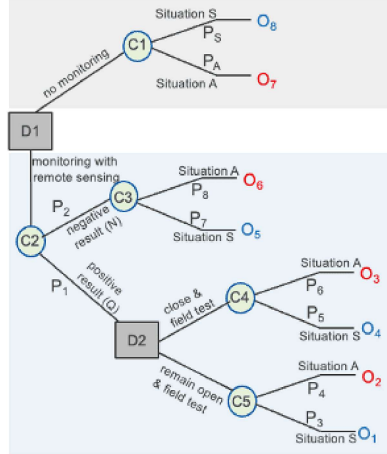 Situation S
O8
PS
C1
no monitoring
PA
Situation A
O7
D1
monitoring with
remote sensing
Situation A
O6
P8
C3
P2
negative
result (N)
P7
Situation S
O5
C2
P1
positive
result (Q)
Situation A
O3
P6
C4
close &
field test
P5
Situation S
O4
D2
remain open
& field test
Situation A
O2
P4
C5
P3
Situation S
O1